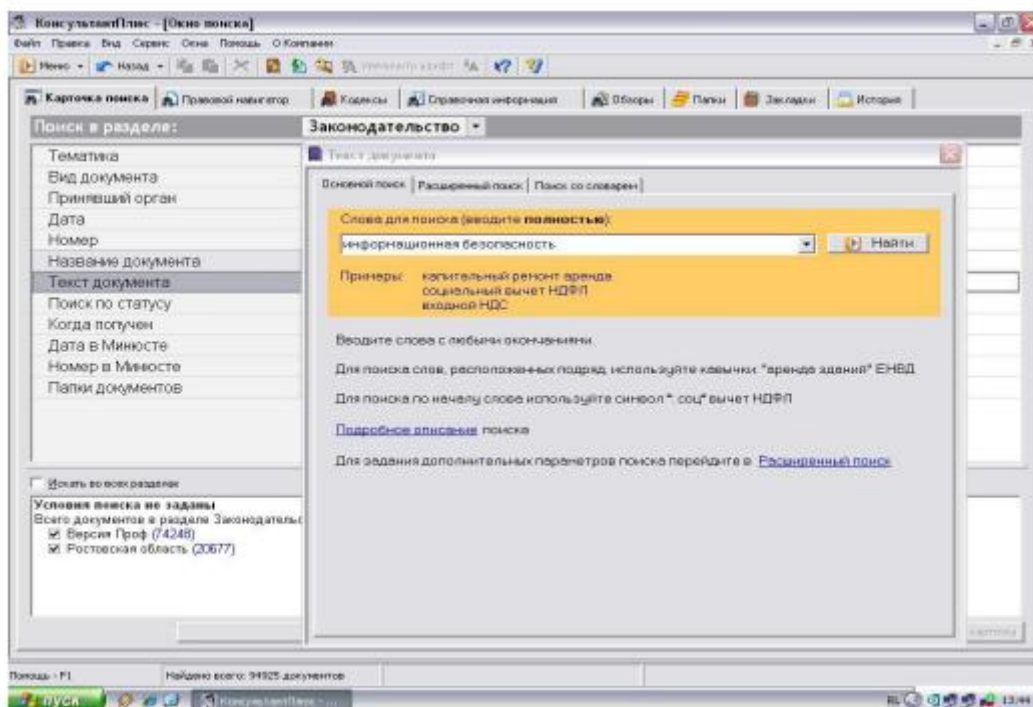 КонсультантПлюс - [Окно поиска]
Файл Правка Вид Сервис Окна Помощь О Компании
Меню Назад
Карточка поиска Правовой навигатор Кодексы Справочная информация Обзоры Папки Закладки История
Поиск в разделе: Законодательство
Тематика
Вид документа
Принявший орган
Дата
Номер
Название документа
Текст документа
Поиск по статусу
Когда получен
Дата в Минюсте
Номер в Минюсте
Папки документов
Текст документа
Основной поиск Расширенный поиск Поиск со словарем
Слова для поиска (вводите полностью):
информационная безопасность Найти
Примеры: капитальный ремонт аренда
социальный вычет НДФЛ
входной НДС
Вводите слова с любыми окончаниями.
Для поиска слов, расположенных подряд, используйте кавычки: "аренда здания" ЕНВД
Для поиска по началу слова используйте символ *: соц* вычет НДФЛ
Подробное описание поиска
Для задания дополнительных параметров поиска перейдите в Расширенный поиск
Искать во всех разделах
Условия поиска не заданы
Всего документов в разделе Законодательс
Версия Проф (74248)
Ростовская область (20677)
Помощь - F1 Найдено всего: 94925 документов
пуск КонсультантПлюс - ... RL 13:44